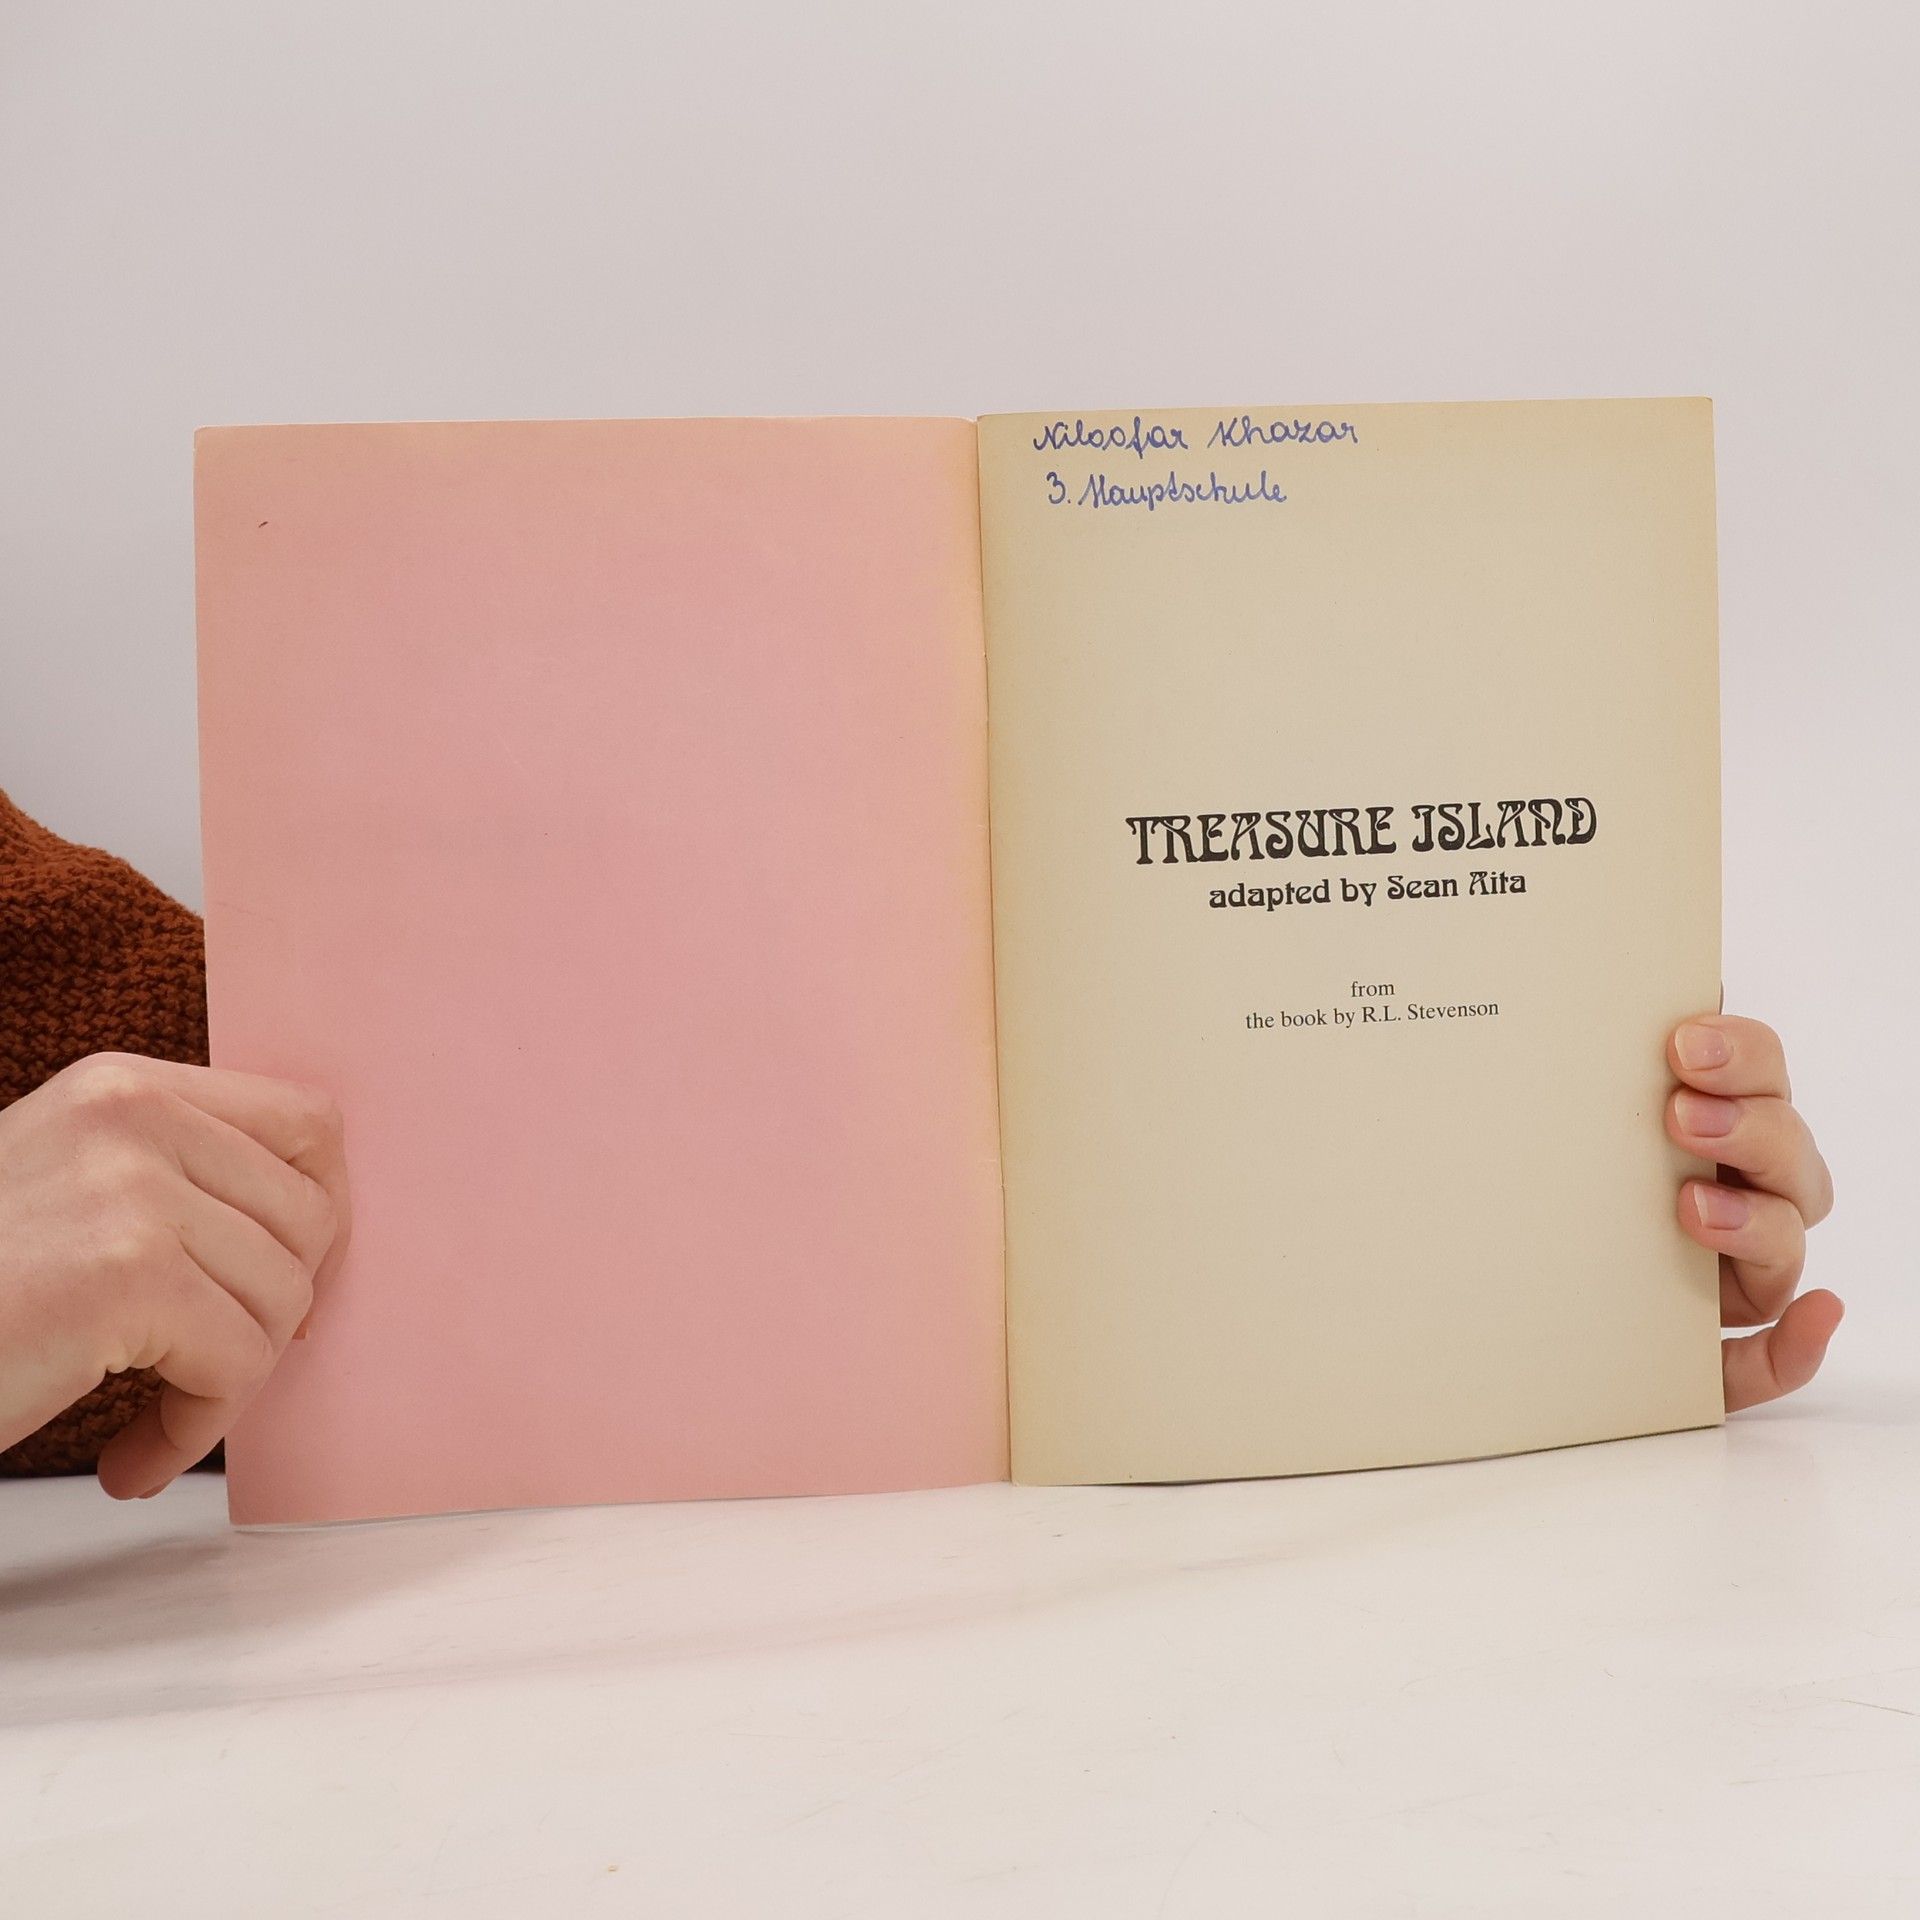 Niloofar Khazar
3. Hauptschule
TREASURE ISLAND
adapted by Sean Aita
from
the book by R.L. Stevenson